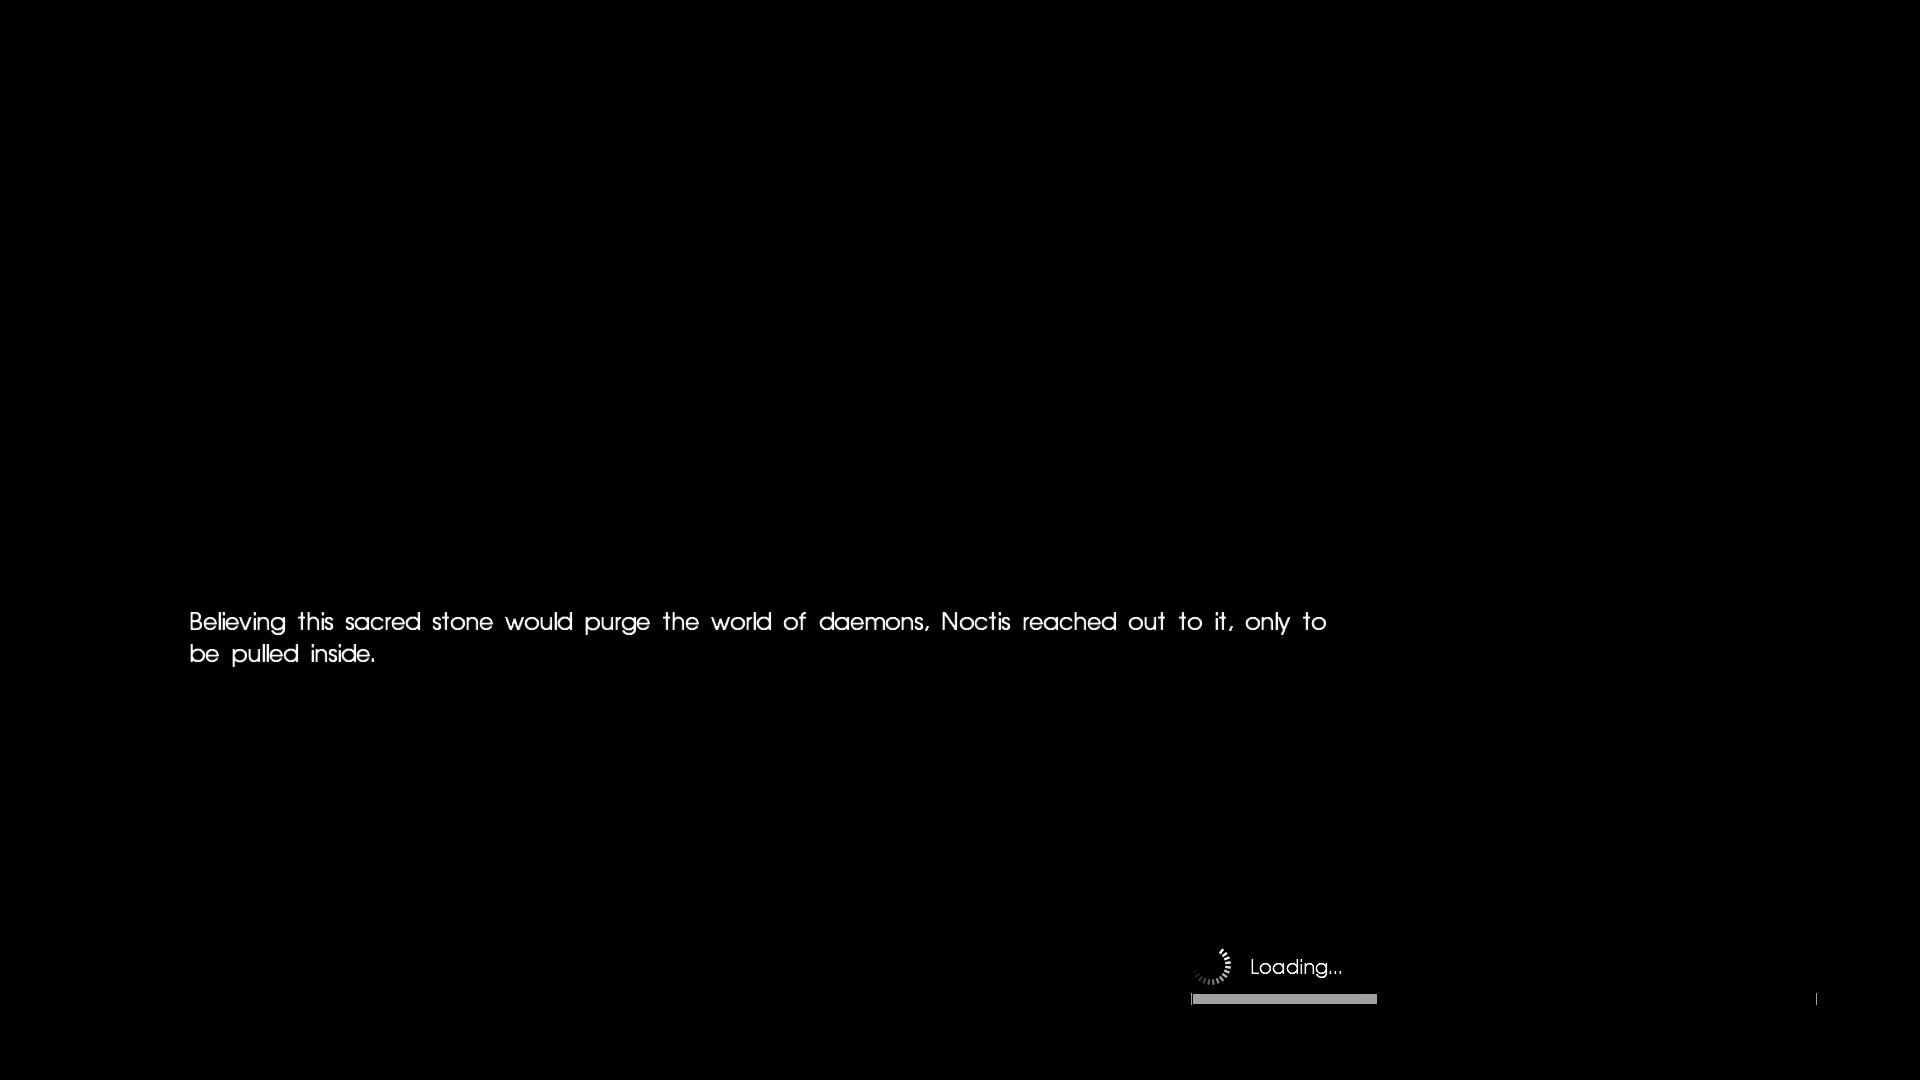 Believing this sacred stone would purge the world of daemons, Noctis reached out to it, only to
be pulled inside.
Loading...